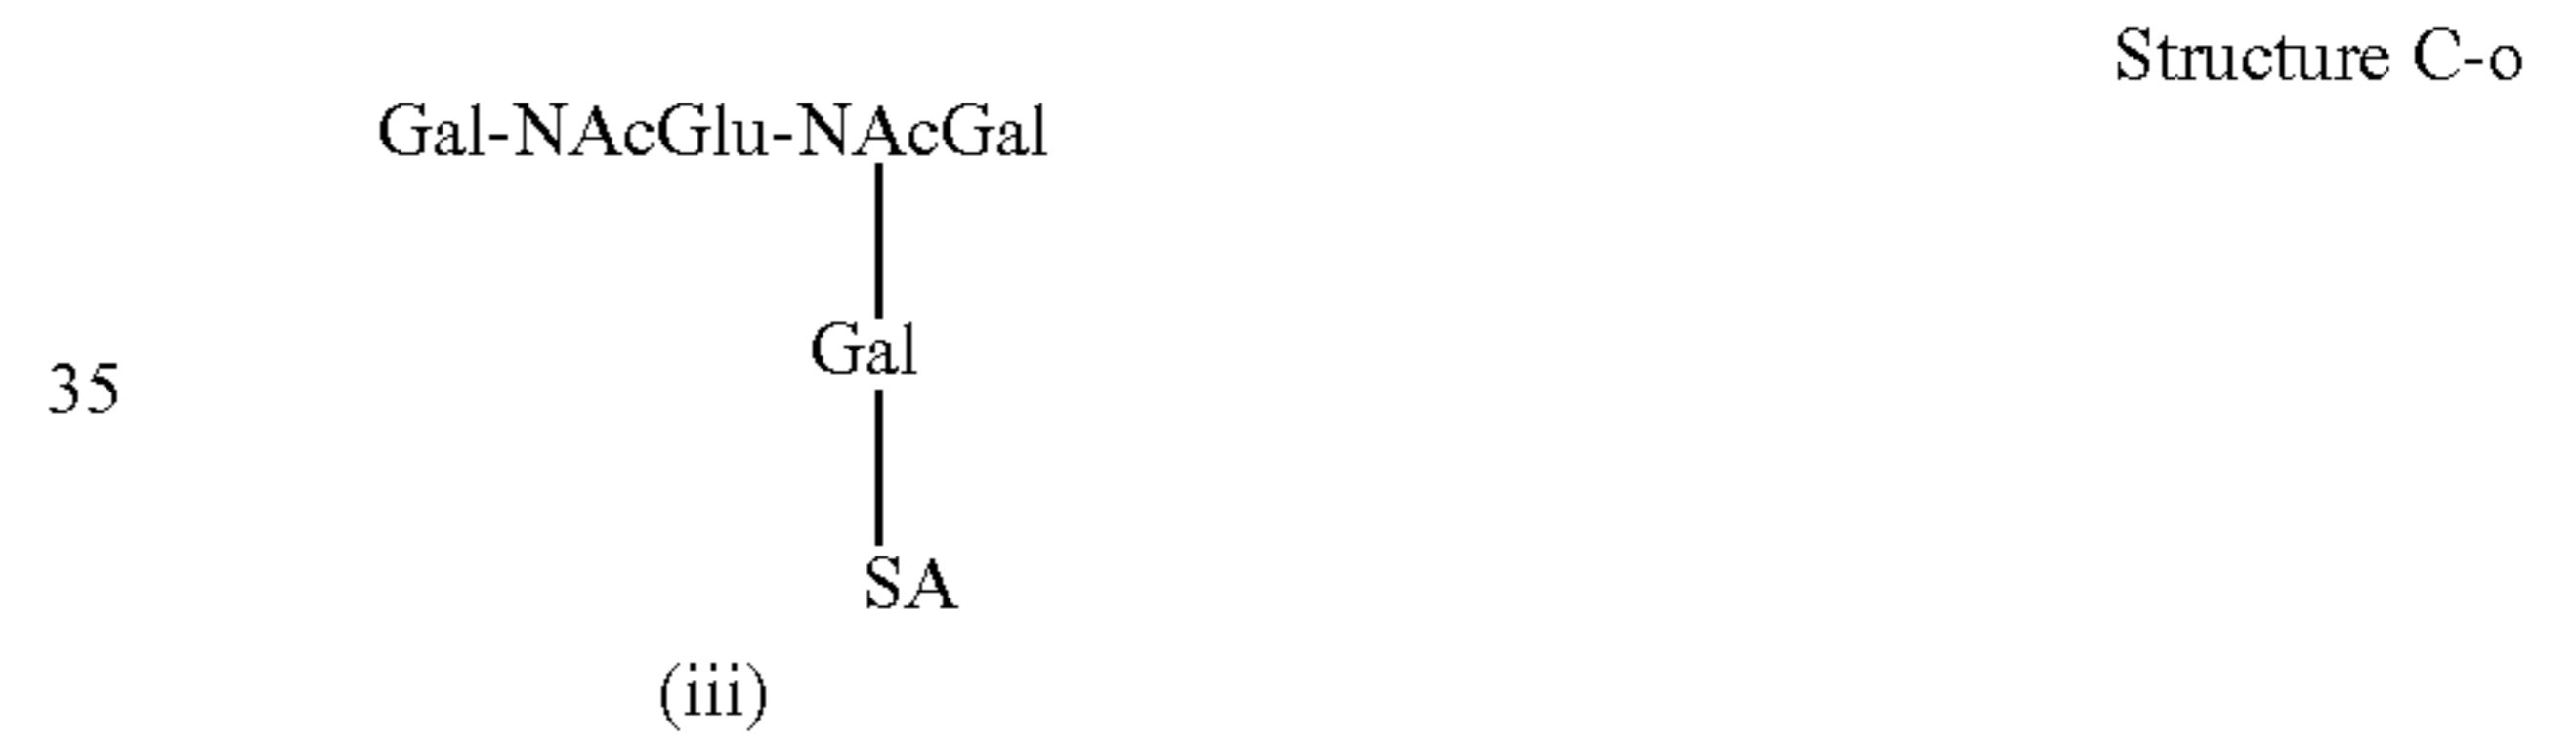 Structure C-o
Gal-NAcGlu-NAcGal
Gal
35
SA
(iii)